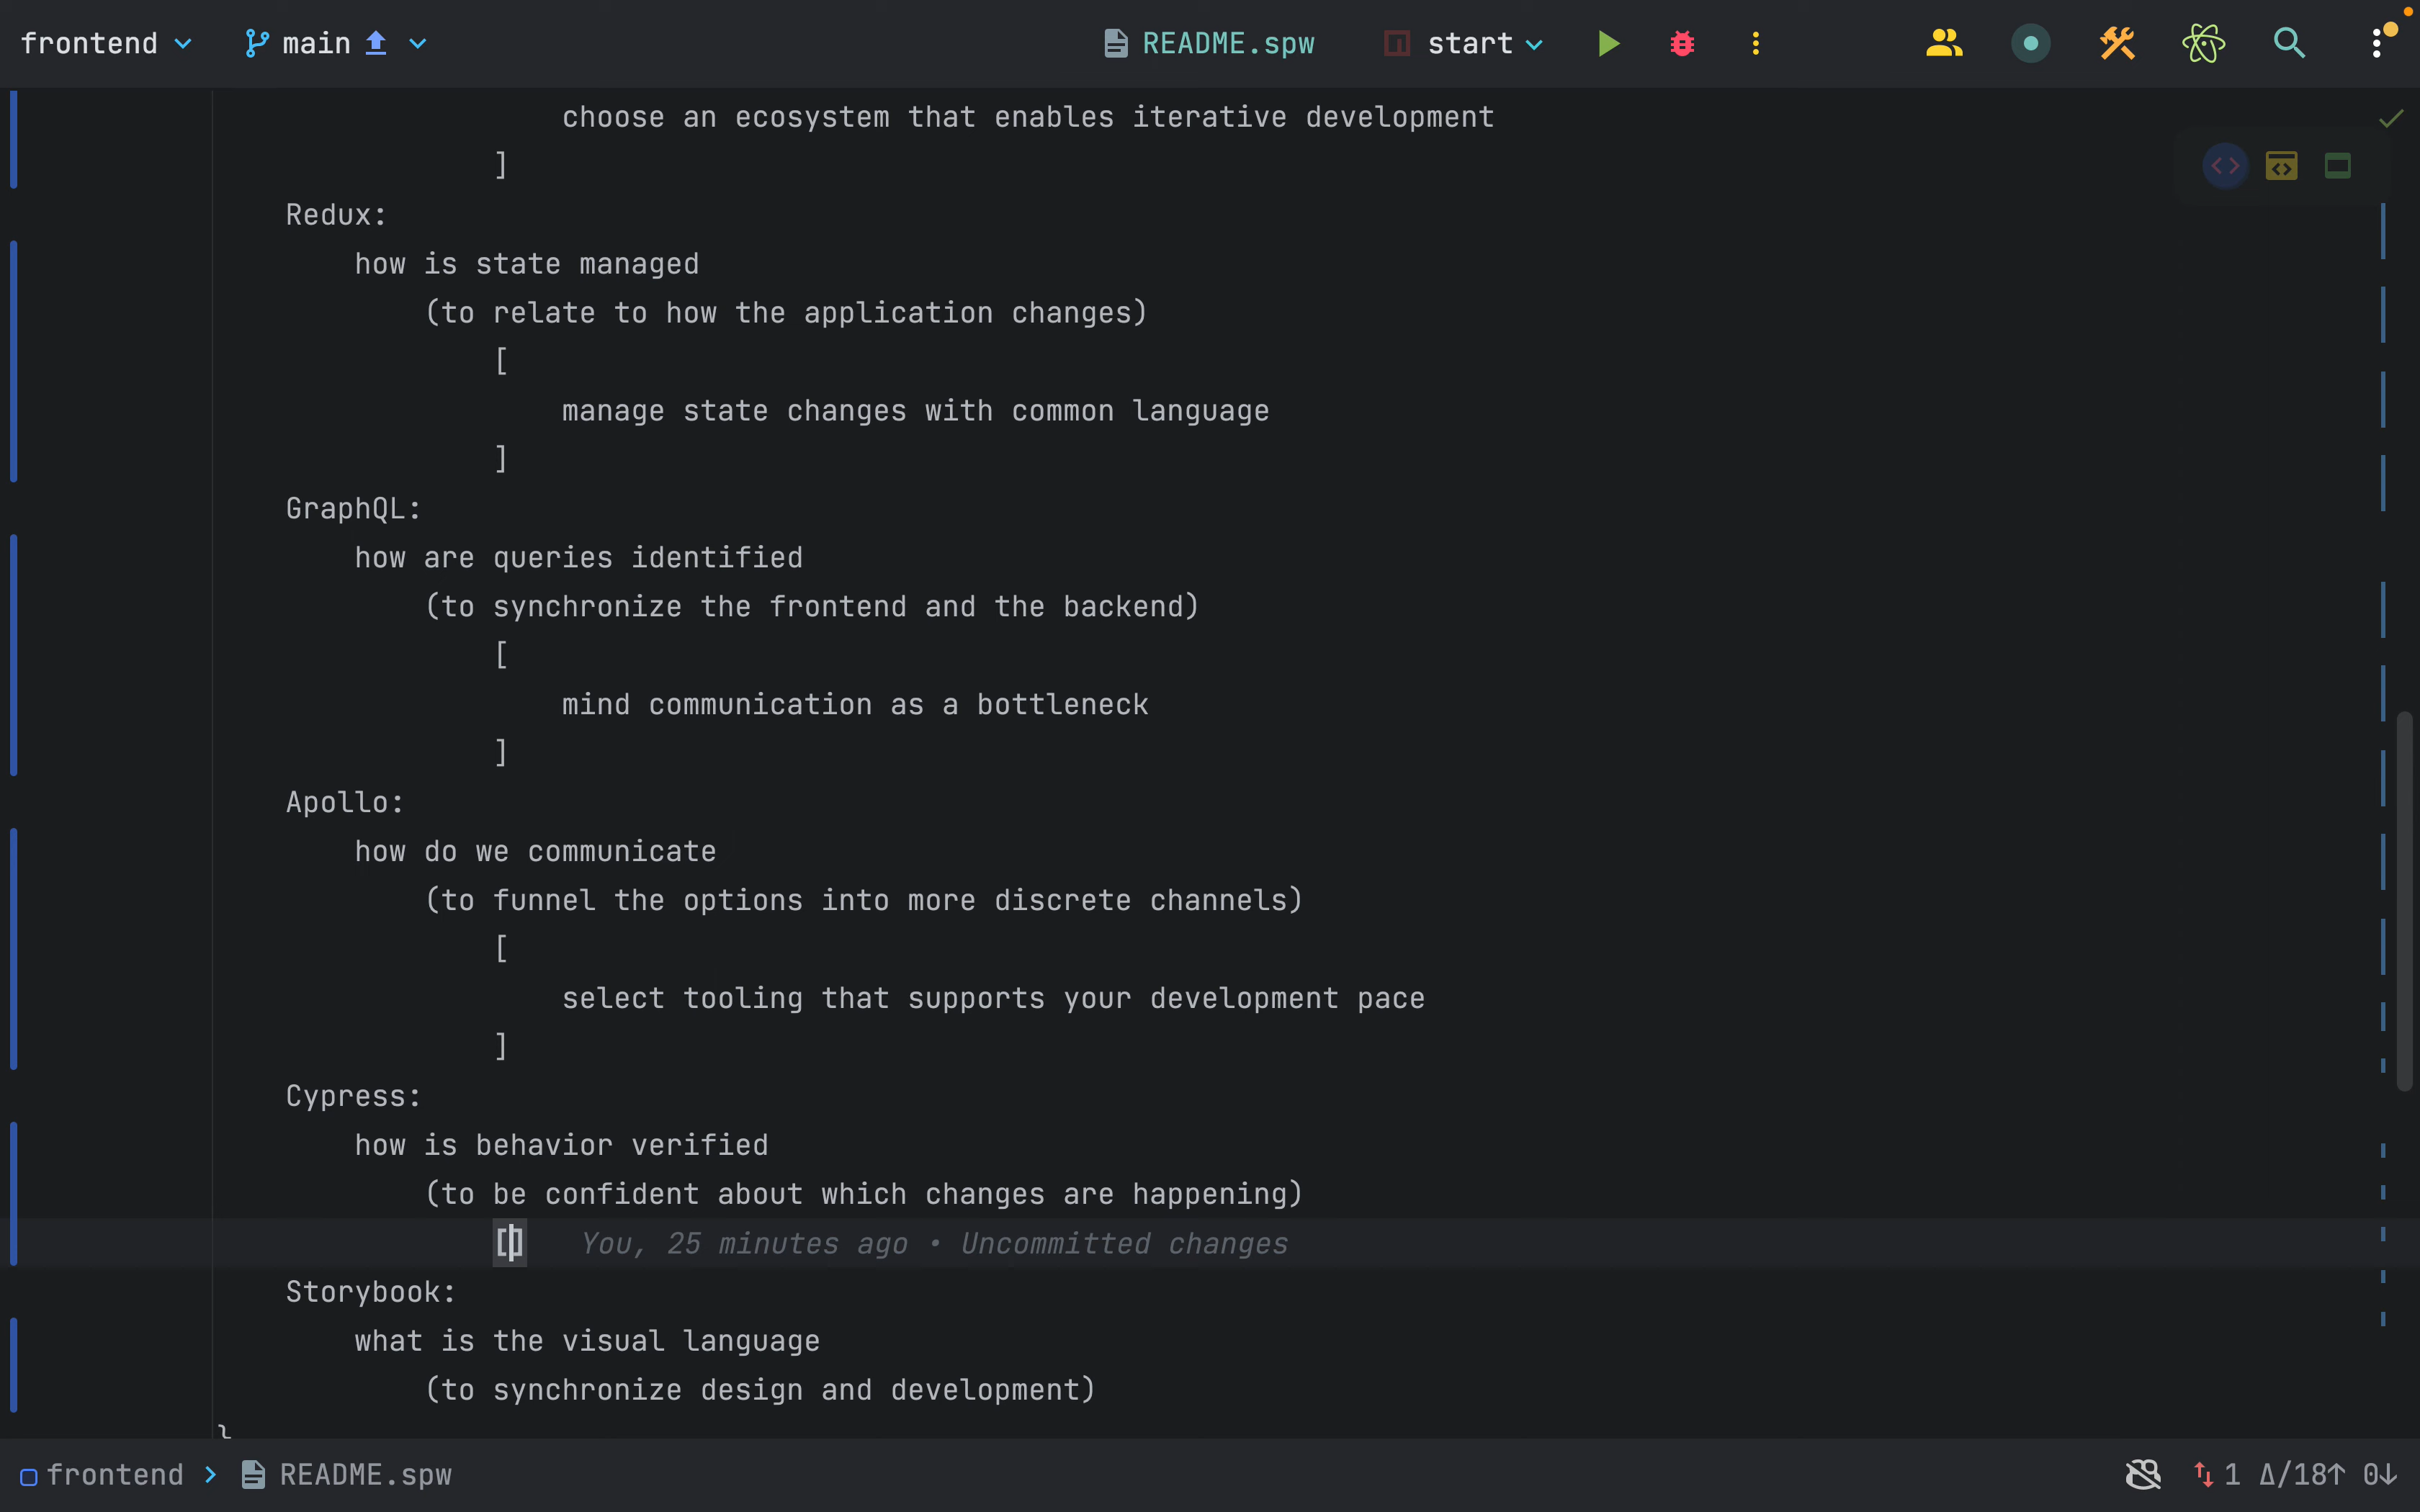 frontend main README.spw start
choose an ecosystem that enables iterative development
]
Redux:
how is state managed
(to relate to how the application changes)
[
manage state changes with common language
]
GraphQL:
how are queries identified
(to synchronize the frontend and the backend)
[
mind communication as a bottleneck
]
Apollo:
how do we communicate
(to funnel the options into more discrete channels)
[
select tooling that supports your development pace
]
Cypress:
how is behavior verified
(to be confident about which changes are happening)
[] You, 25 minutes ago • Uncommitted changes
Storybook:
what is the visual language
(to synchronize design and development)
}
frontend > README.spw 1 Δ/18↑ 0↓